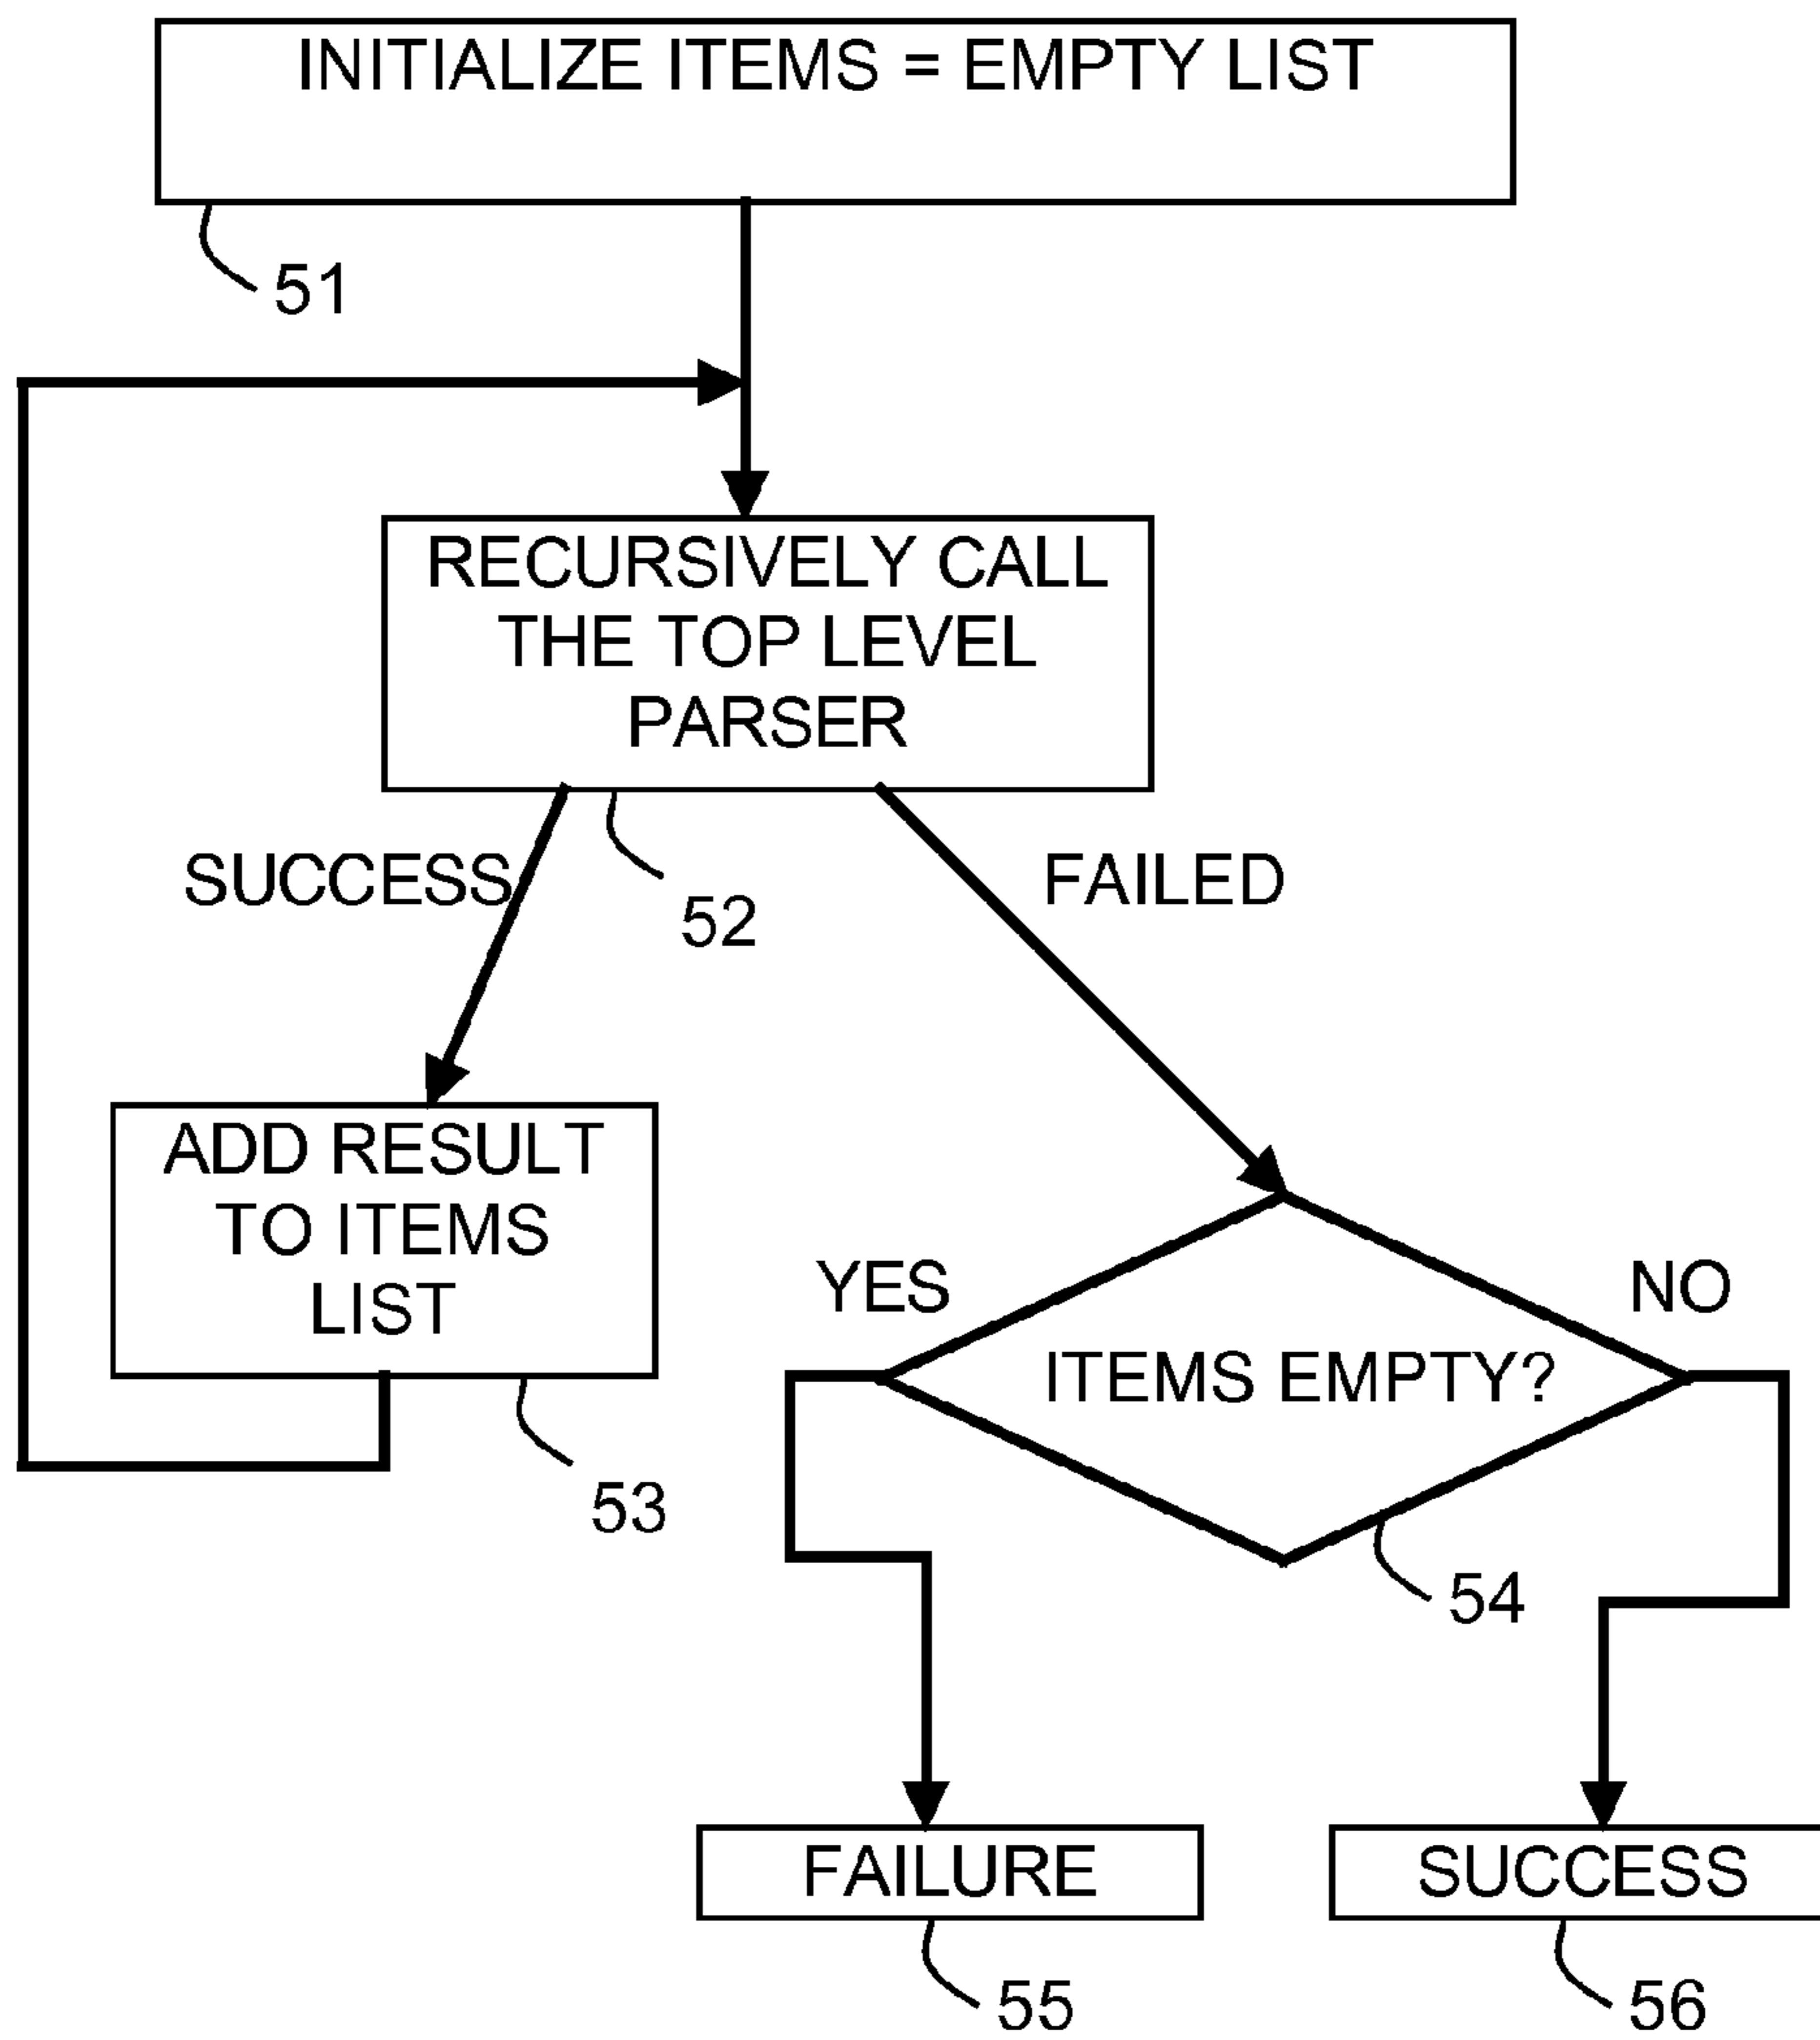 INITIALIZE ITEMS = EMPTY LIST
51
RECURSIVELY CALL
THE TOP LEVEL
PARSER
SUCCESS
52
FAILED
ADD RESULT
TO ITEMS
LIST
53
YES
NO
ITEMS EMPTY?
54
FAILURE
SUCCESS
55
56